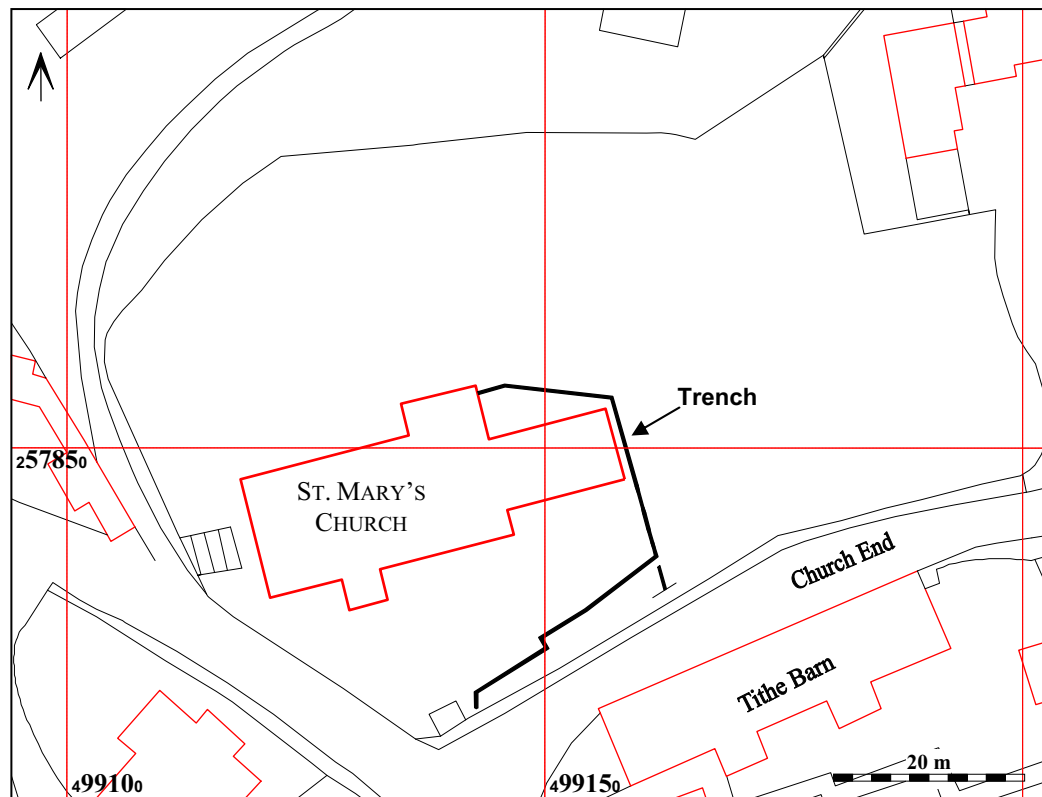 Trench
257850
ST. MARY'S
CHURCH
Church End
Tithe Barn
20 m
499100
499150